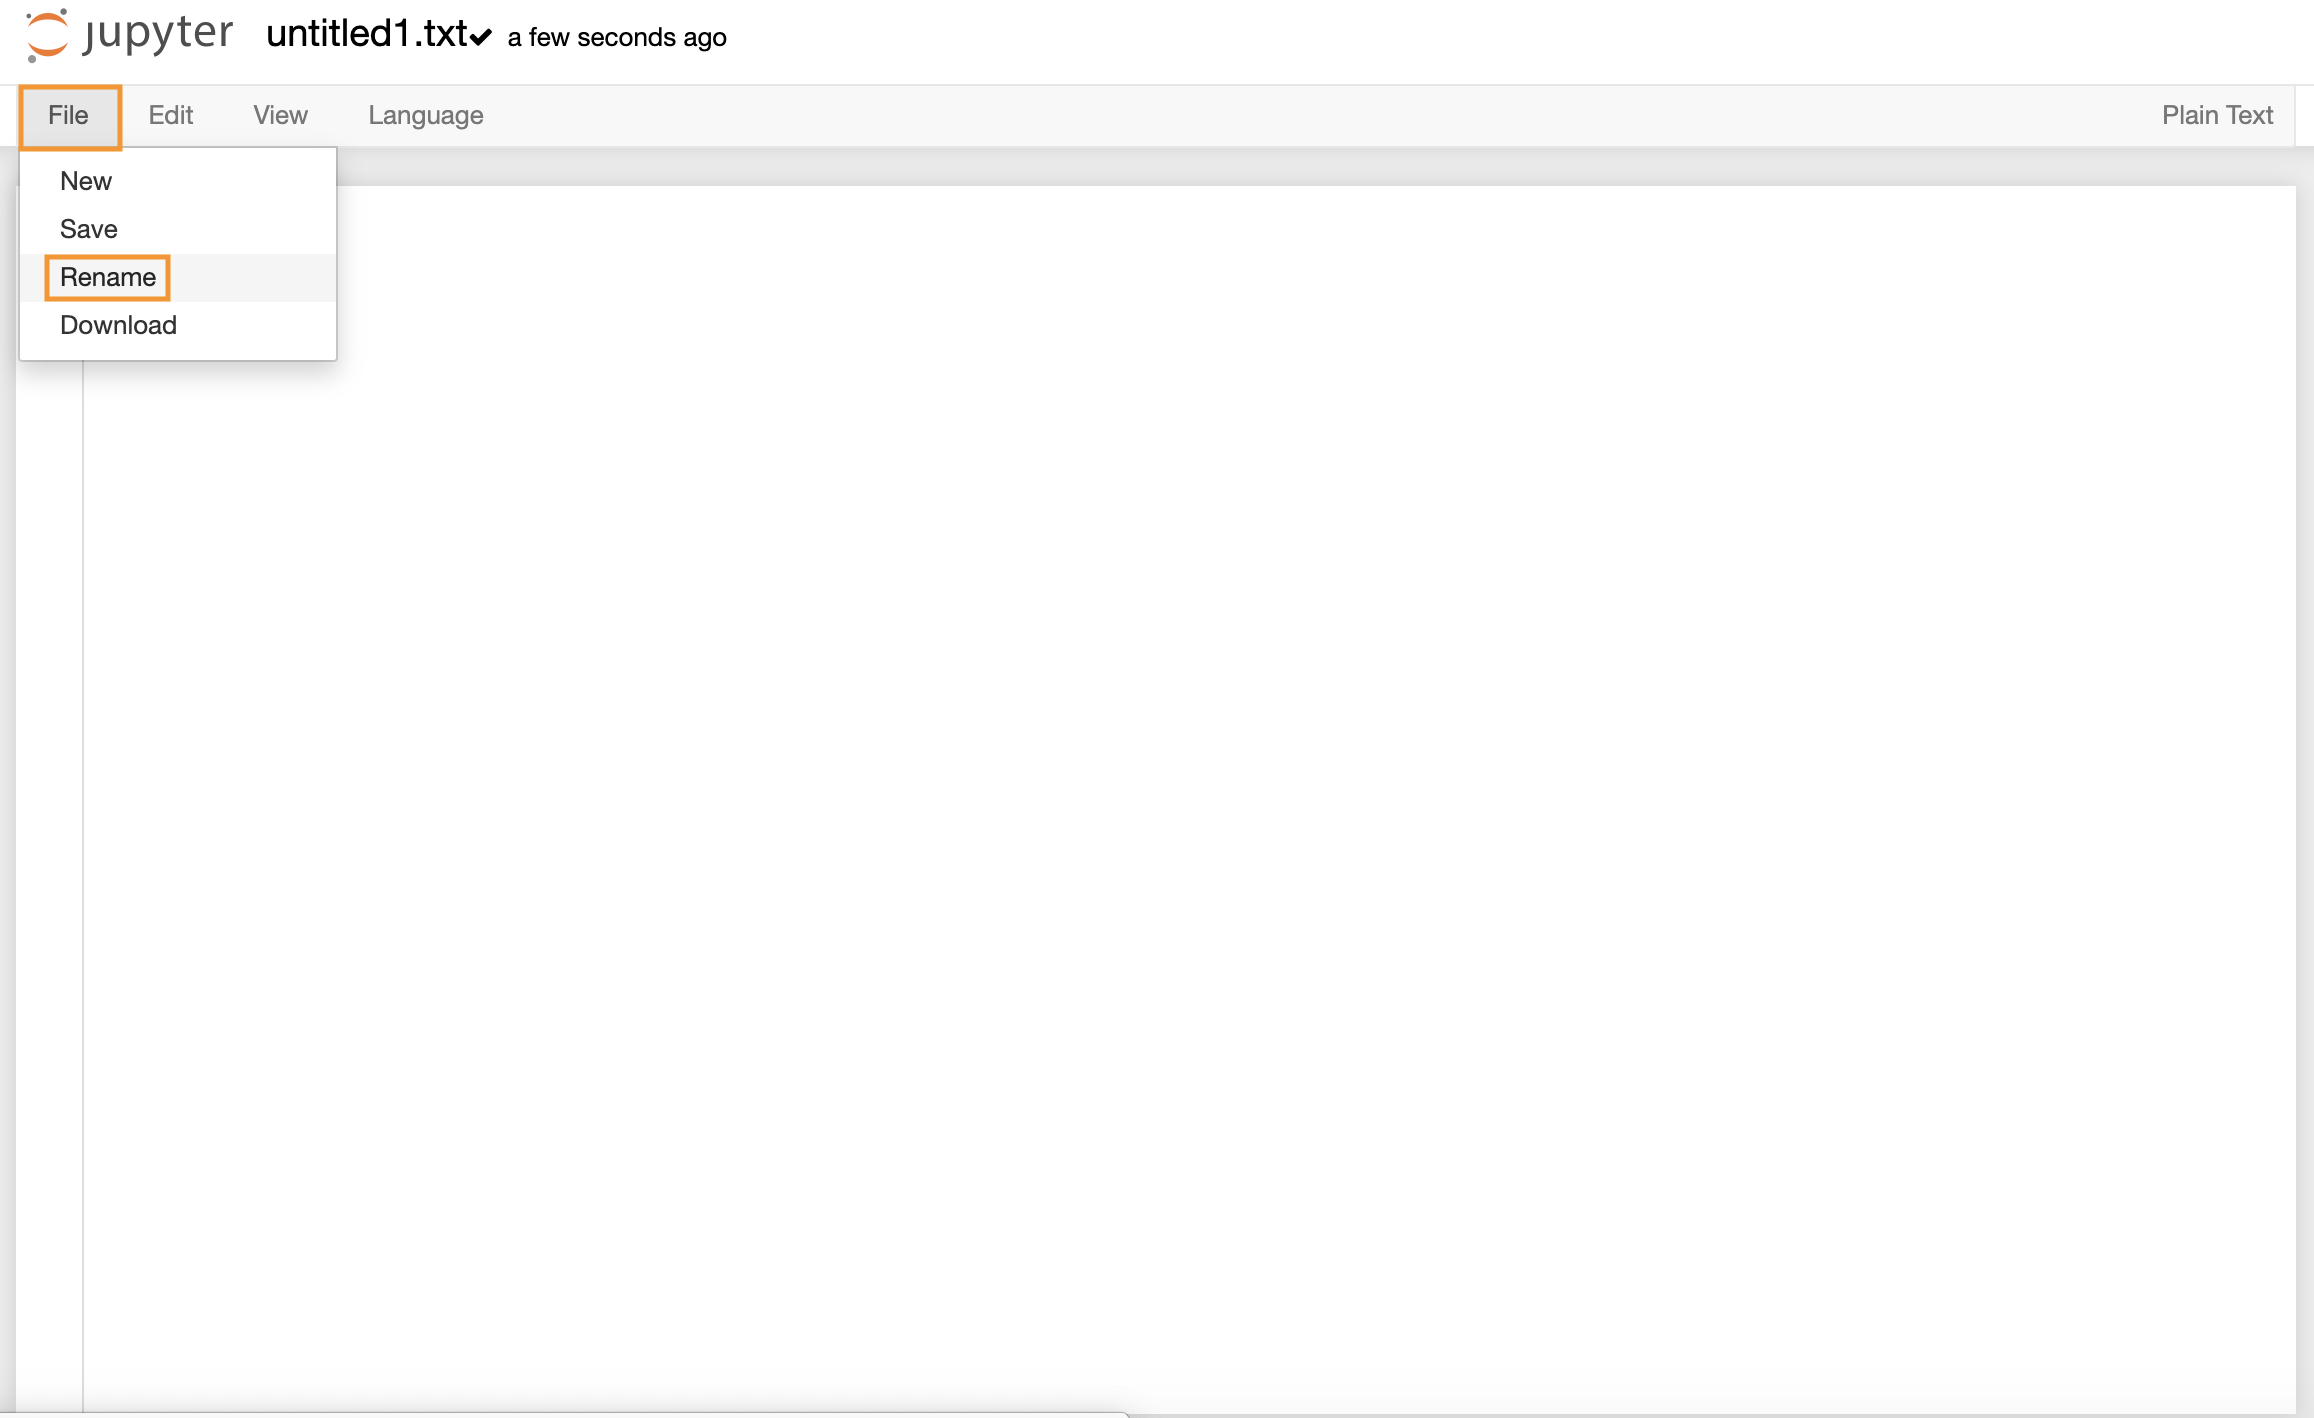 jupyter untitled1.txt✔ a few seconds ago
File Edit View Language Plain Text
New
Save
Rename
Download